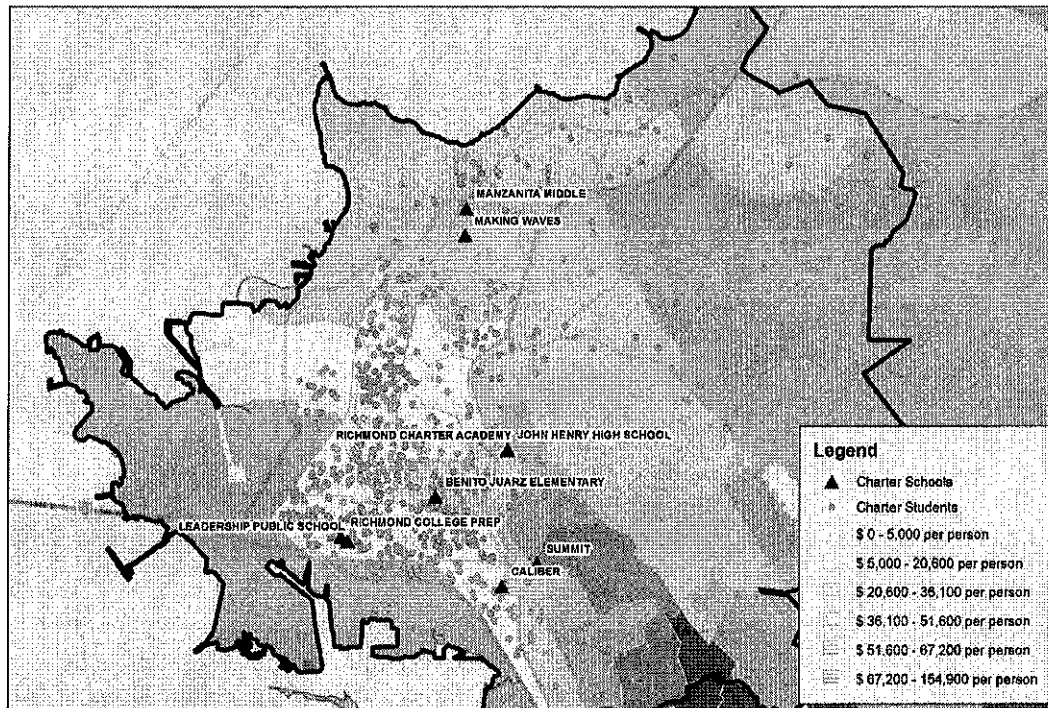 MANZANITA MIDDLE
MAKING WAVES
RICHMOND CHARTER ACADEMY JOHN HENRY HIGH SCHOOL
BENITO JUARZ ELEMENTARY
LEADERSHIP PUBLIC SCHOOL RICHMOND COLLEGE PREP
SUMMIT
CALIBER
Legend
Charter Schools
Charter Students
$ 0 - 5,000 per person
$ 5,000 - 20,600 per person
$ 20,600 - 36,100 per person
$ 36,100 - 51,600 per person
$ 51,600 - 67,200 per person
$ 67,200 - 154,900 per person